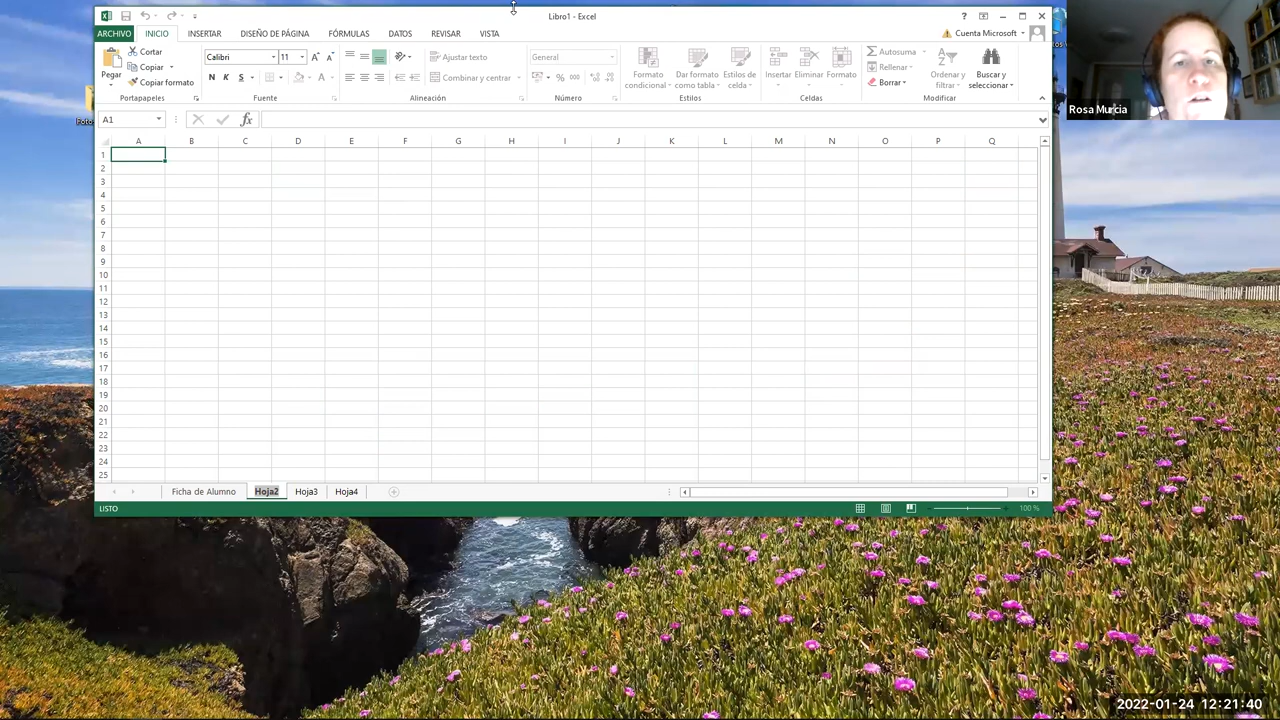 Libro1 - Excel
ARCHIVO INICIO INSERTAR DISEÑO DE PÁGINA FÓRMULAS DATOS REVISAR VISTA Cuenta Microsoft
Pegar
Cortar
Copiar
Copiar formato
Portapapeles
Calibri 11
N K S
Fuente
Ajustar texto
Combinar y centrar
Alineación
General
% 000
Número
Formato condicional
Dar formato como tabla
Estilos de celda
Estilos
Insertar Eliminar Formato
Celdas
Autosuma
Rellenar
Borrar
Ordenar y filtrar
Buscar y seleccionar
Modificar
Rosa Murcia
A1 fx
A B C D E F G H I J K L M N O P Q
1
2
3
4
5
6
7
8
9
10
11
12
13
14
15
16
17
18
19
20
21
22
23
24
25
Ficha de Alumno Hoja2 Hoja3 Hoja4
LISTO 100 %
2022-01-24 12:21:40